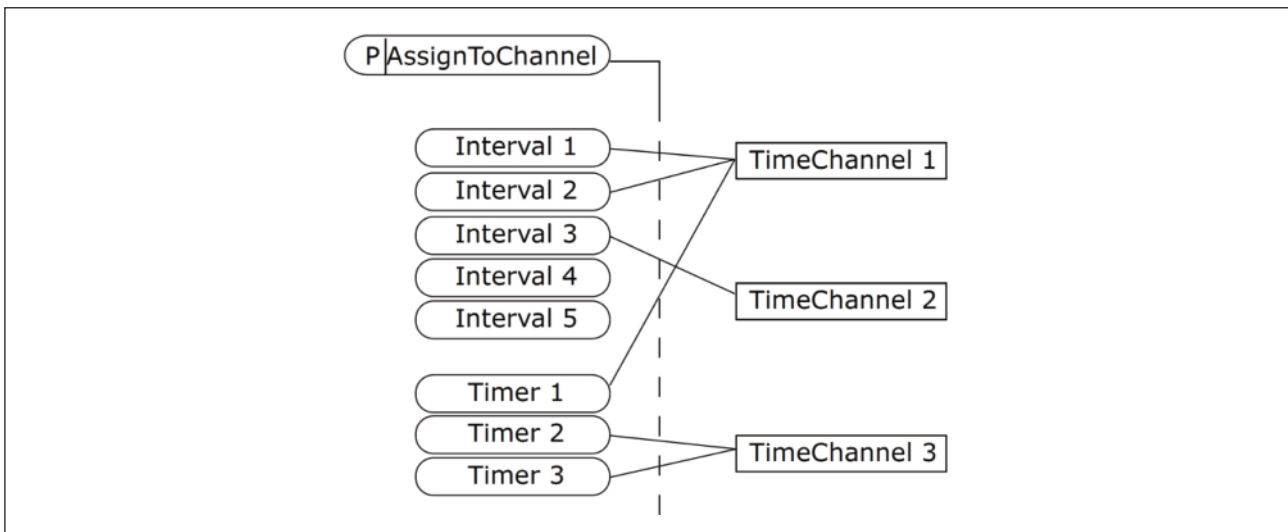 P AssignToChannel
Interval 1
Interval 2
Interval 3
Interval 4
Interval 5
Timer 1
Timer 2
Timer 3
TimeChannel 1
TimeChannel 2
TimeChannel 3